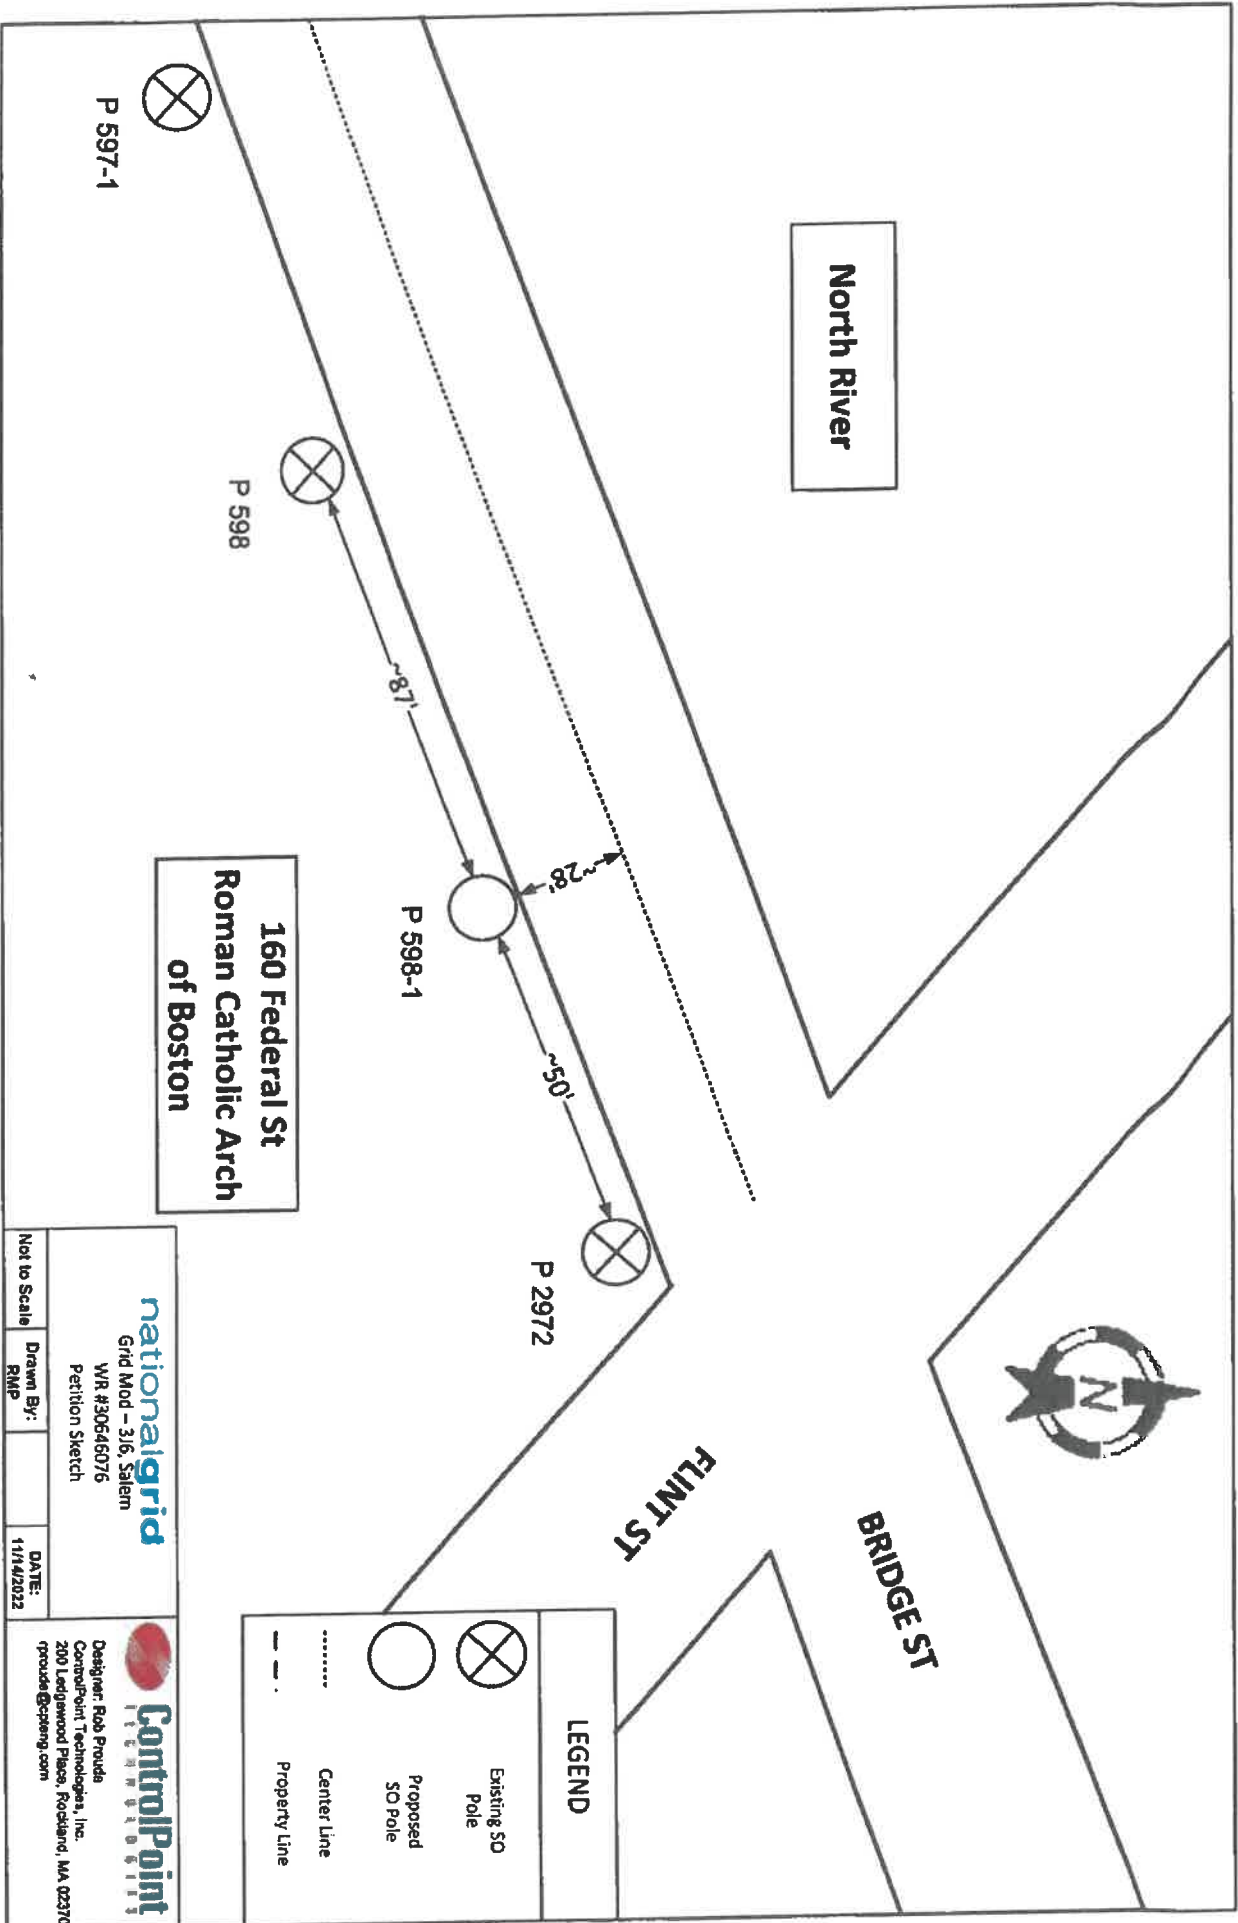 North River
P 597-1
P 598
~87'
~28'
P 598-1
~50'
P 2972
160 Federal St
Roman Catholic Arch
of Boston
N
BRIDGE ST
FLINT ST
LEGEND
Existing SO
Pole
Proposed
SO Pole
Center Line
Property Line
nationalgrid
Grid Mod – 3J6, Salem
WR #30646076
Petition Sketch
Not to Scale
Drawn By:
RMP
DATE:
11/14/2022
ControlPoint
TECHNOLOGIES
Designer: Rob Proude
ControlPoint Technologies, Inc.
200 Ledgewood Place, Rockland, MA 02370
rproude@cpteng.com